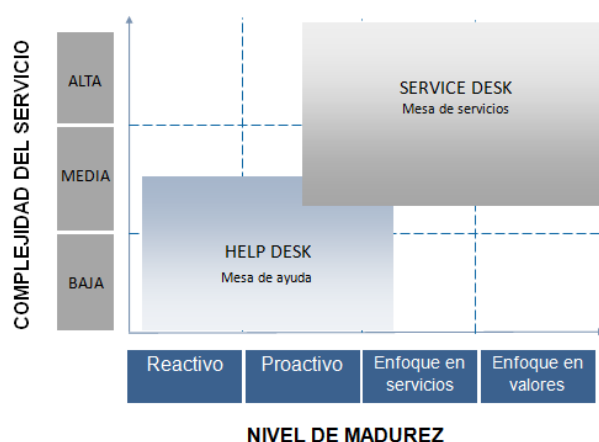 COMPLEJIDAD DEL SERVICIO
ALTA
MEDIA
BAJA
SERVICE DESK
Mesa de servicios
HELP DESK
Mesa de ayuda
Reactivo
Proactivo
Enfoque en
servicios
Enfoque en
valores
NIVEL DE MADUREZ